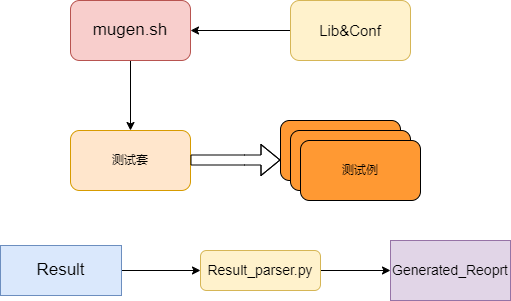 mugen.sh
Lib&Conf
测试套
测试例
Result
Result_parser.py
Generated_Reoprt